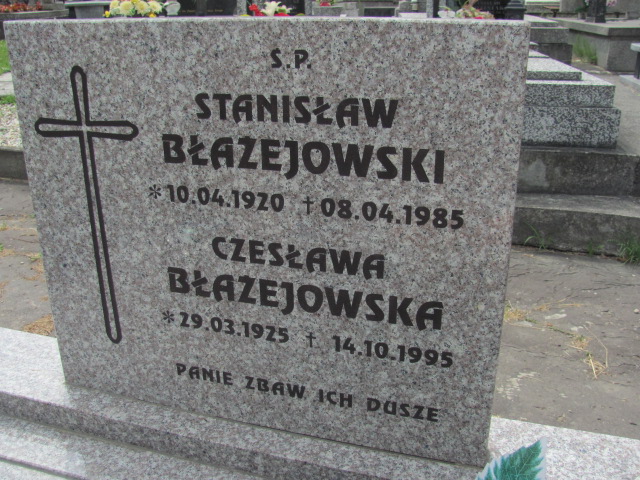 S.P.
STANISŁAW
BŁAZEJOWSKI
*10.04.1920 †08.04.1985
CZESŁAWA
BŁAZEJOWSKA
*29.03.1925 † 14.10.1995
PANIE ZBAW ICH DUSZE